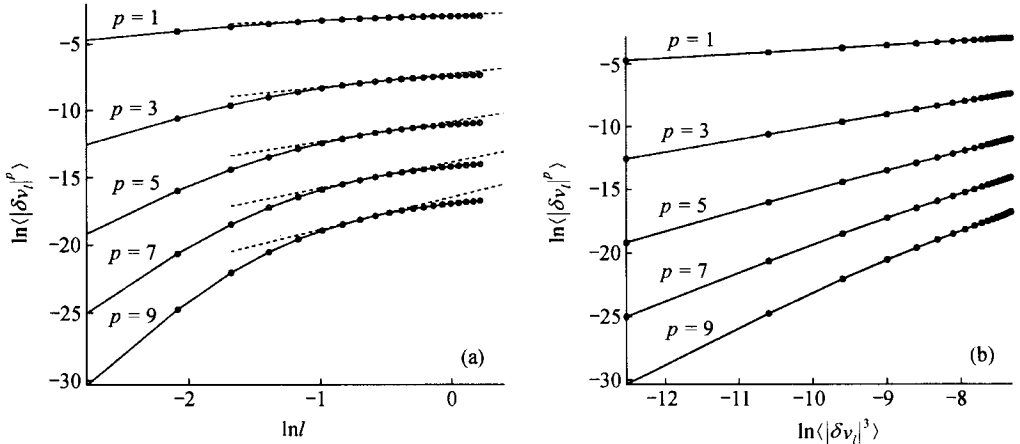 p = 1
p = 3
p = 5
p = 7
p = 9
−5
−10
−15
−20
−25
−30
−2
−1
0
ln⟨|δv_l|^p⟩
lnl
(a)
p = 1
p = 3
p = 5
p = 7
p = 9
−5
−10
−15
−20
−25
−30
−12
−11
−10
−9
−8
ln⟨|δv_l|^p⟩
ln⟨|δv_l|^3⟩
(b)